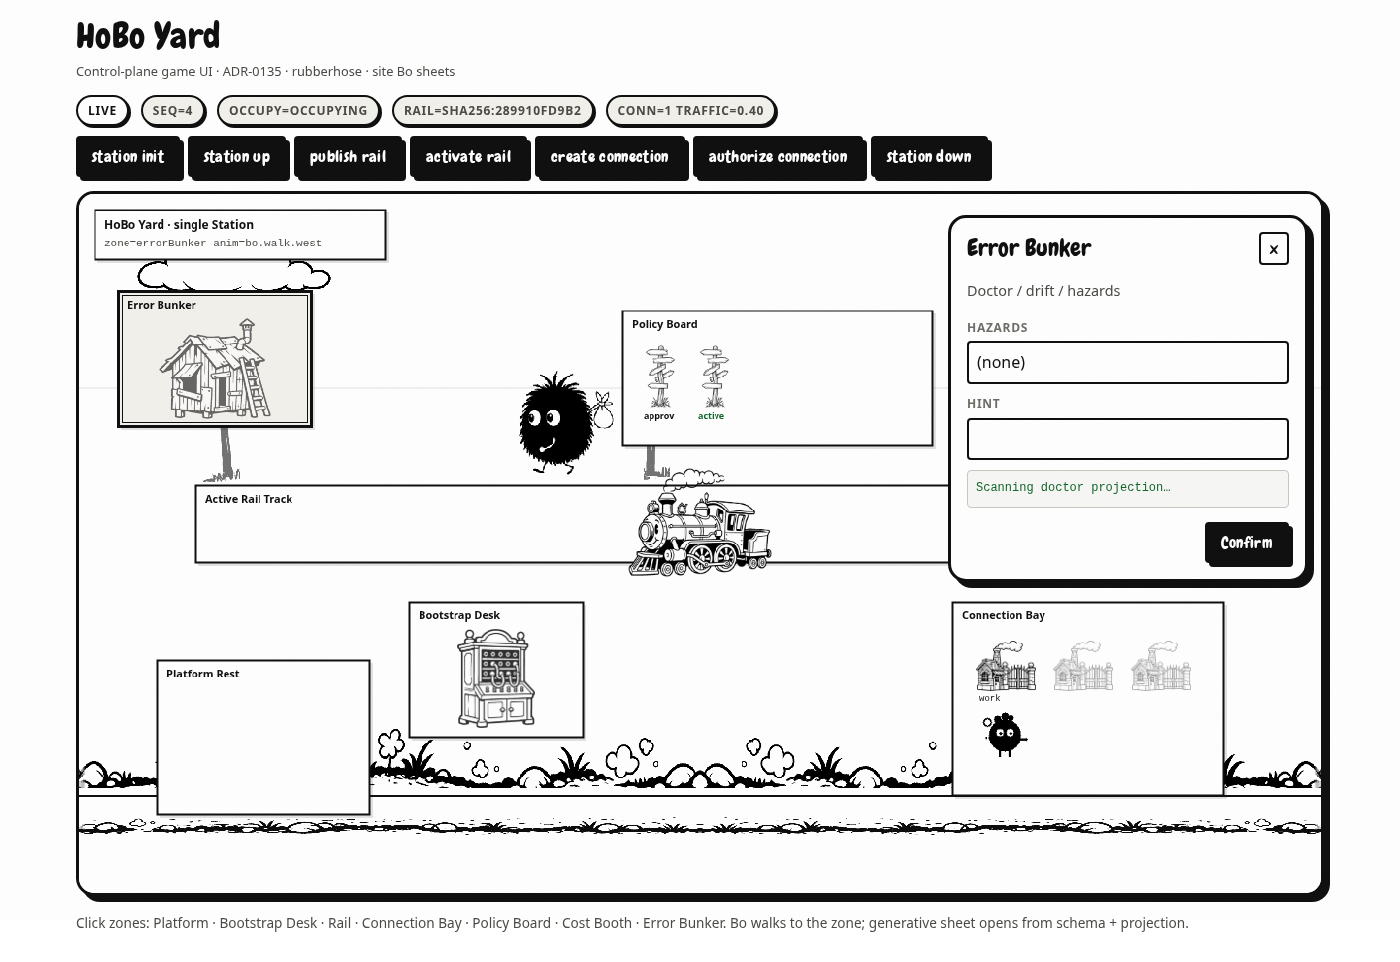 HoBo Yard
Control-plane game UI · ADR-0135 · rubberhose · site Bo sheets
LIVE
SEQ=4
OCCUPY=OCCUPYING
RAIL=SHA256:289910FD9B2
CONN=1 TRAFFIC=0.40
station init
station up
publish rail
activate rail
create connection
authorize connection
station down
HoBo Yard · single Station
zone=errorBunker anim=bo.walk.west
Error Bunker
Policy Board
approv
active
Active Rail Track
Bootstrap Desk
Platform Rest
Connection Bay
work
Error Bunker
x
Doctor / drift / hazards
HAZARDS
(none)
HINT
Scanning doctor projection…
Confirm
Click zones: Platform · Bootstrap Desk · Rail · Connection Bay · Policy Board · Cost Booth · Error Bunker. Bo walks to the zone; generative sheet opens from schema + projection.